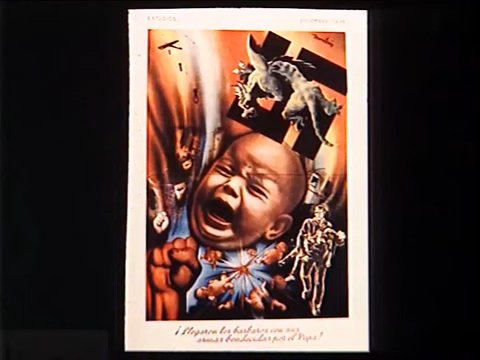 ESTUDIOS
¡Llegaron los barbaros con sus
armas bendecidas por el Papa!